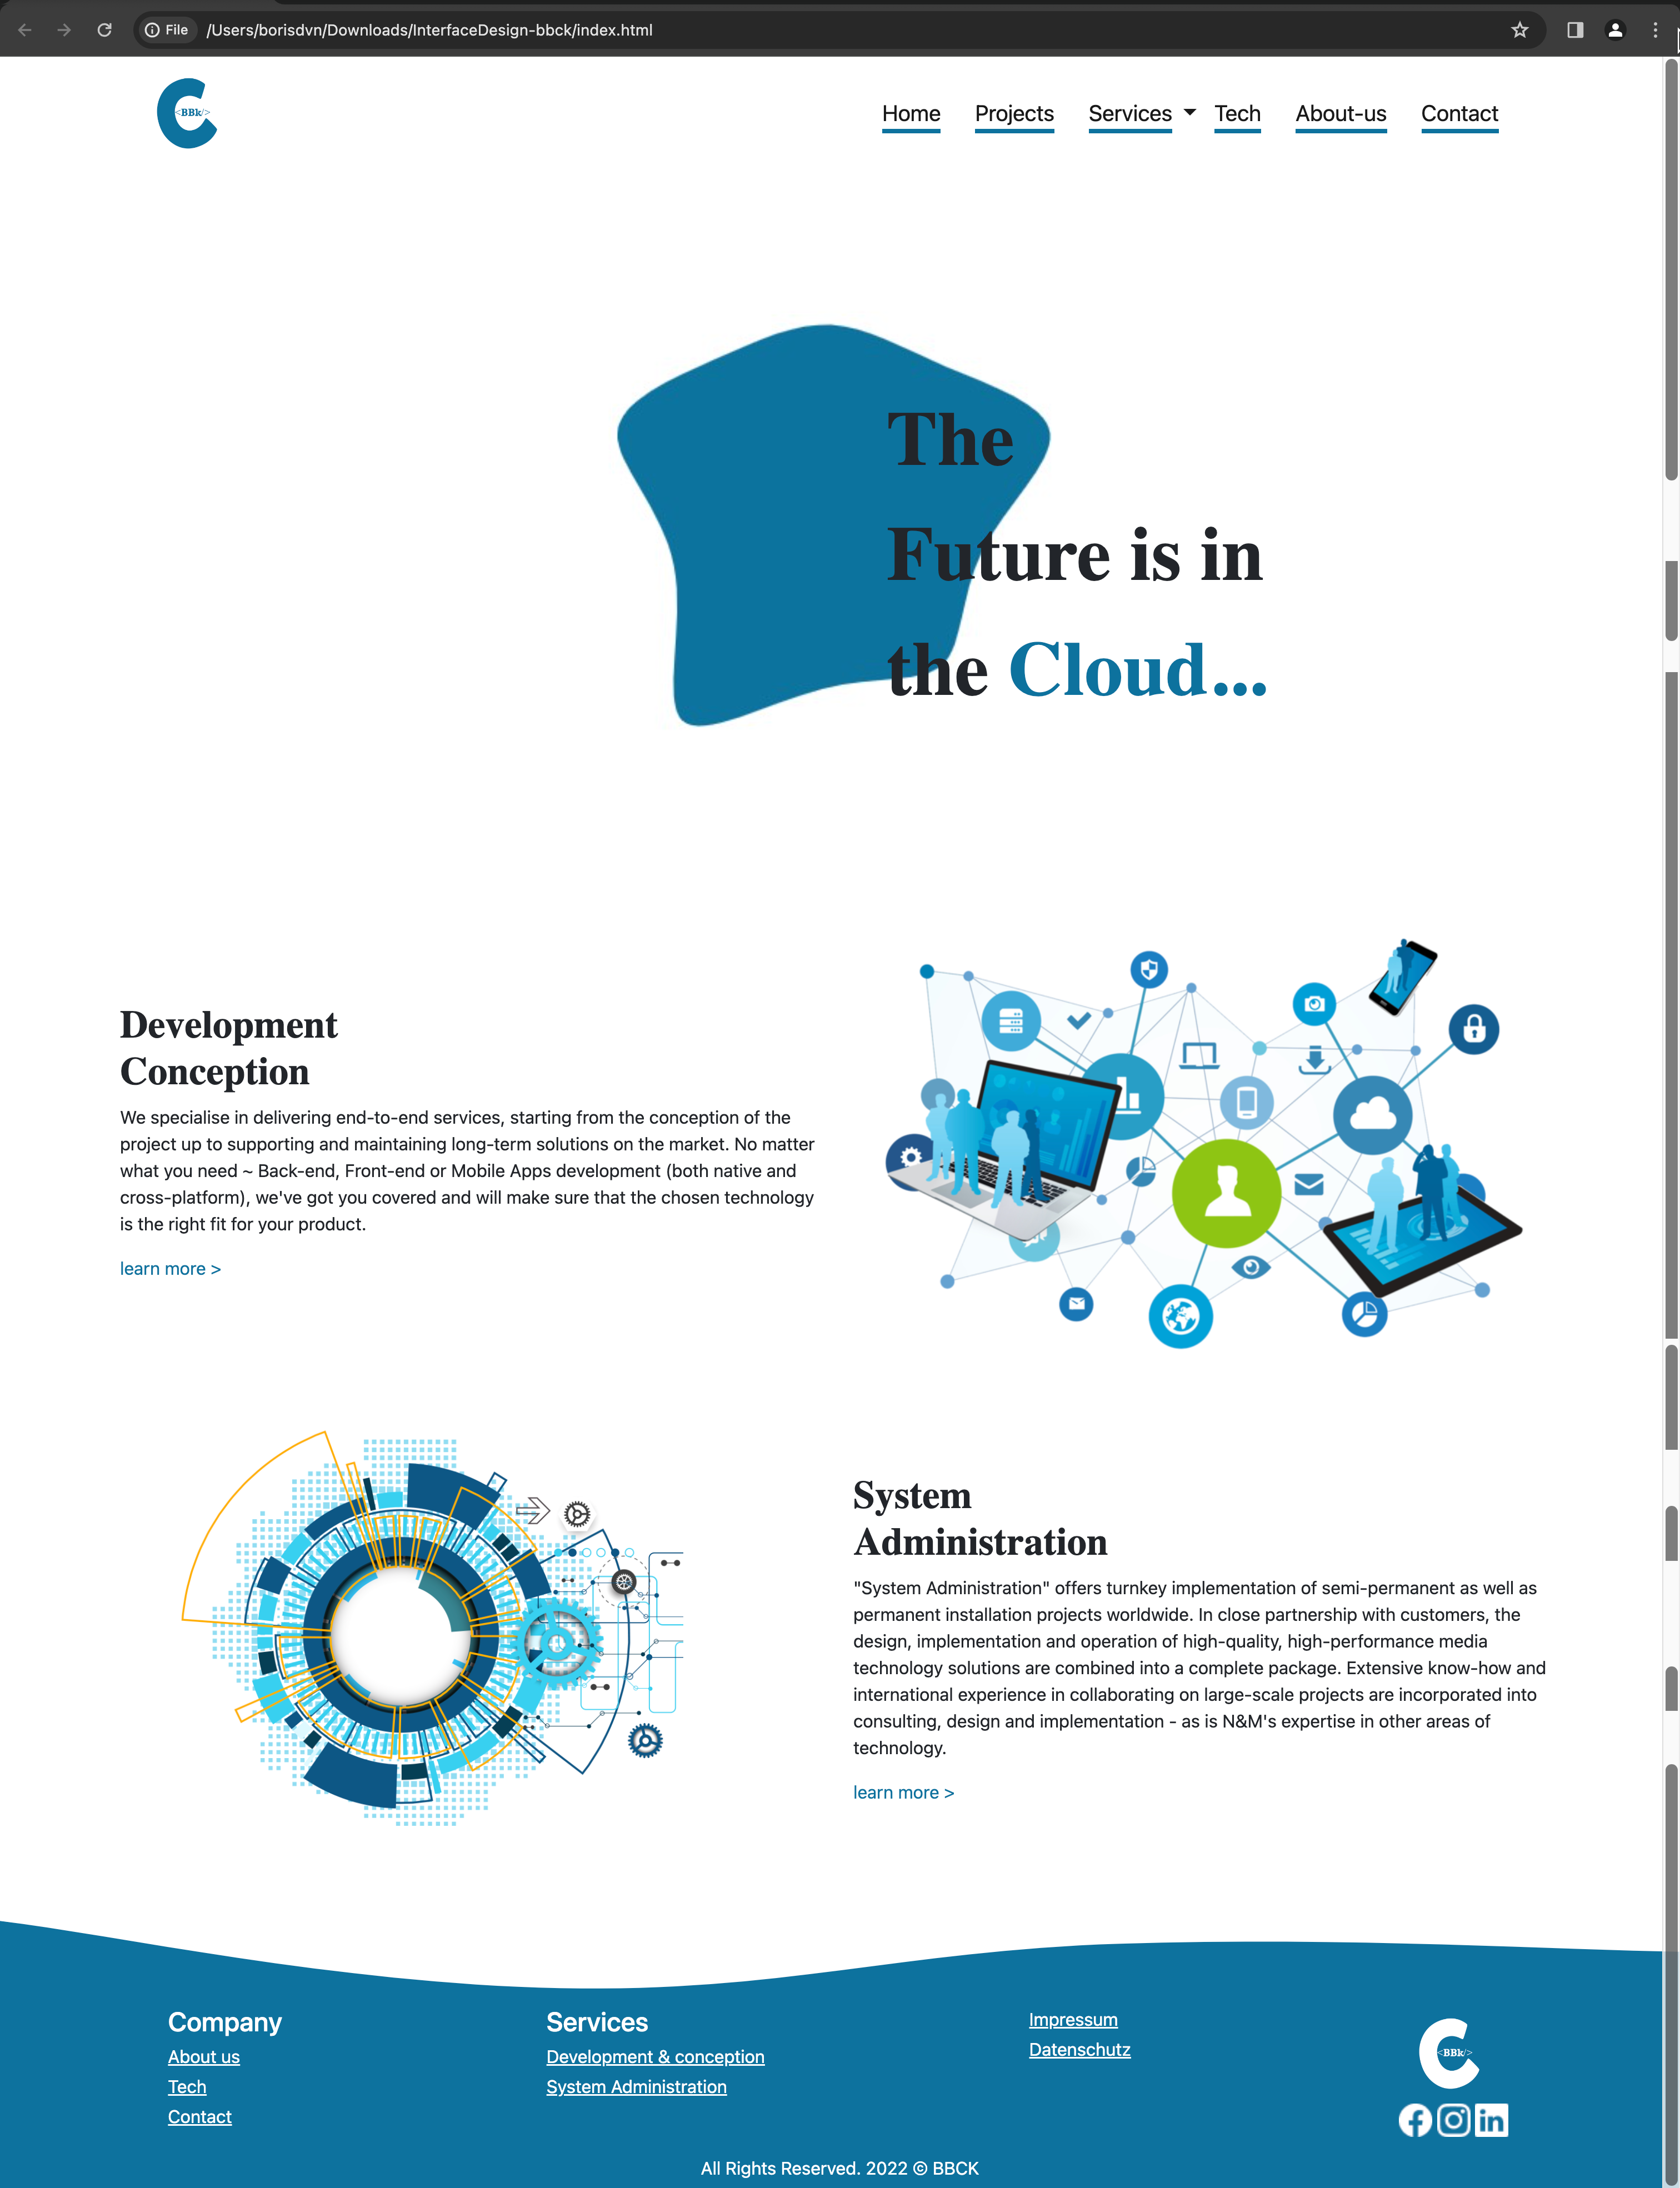 File /Users/borisdvn/Downloads/InterfaceDesign-bbck/index.html
<BBk/>
Home Projects Services Tech About-us Contact
The
Future is in
the Cloud...
Development
Conception
We specialise in delivering end-to-end services, starting from the conception of the
project up to supporting and maintaining long-term solutions on the market. No matter
what you need ~ Back-end, Front-end or Mobile Apps development (both native and
cross-platform), we've got you covered and will make sure that the chosen technology
is the right fit for your product.
learn more >
System
Administration
"System Administration" offers turnkey implementation of semi-permanent as well as
permanent installation projects worldwide. In close partnership with customers, the
design, implementation and operation of high-quality, high-performance media
technology solutions are combined into a complete package. Extensive know-how and
international experience in collaborating on large-scale projects are incorporated into
consulting, design and implementation - as is N&M's expertise in other areas of
technology.
learn more >
Company
About us
Tech
Contact
Services
Development & conception
System Administration
Impressum
Datenschutz
<BBk/>
All Rights Reserved. 2022 © BBCK